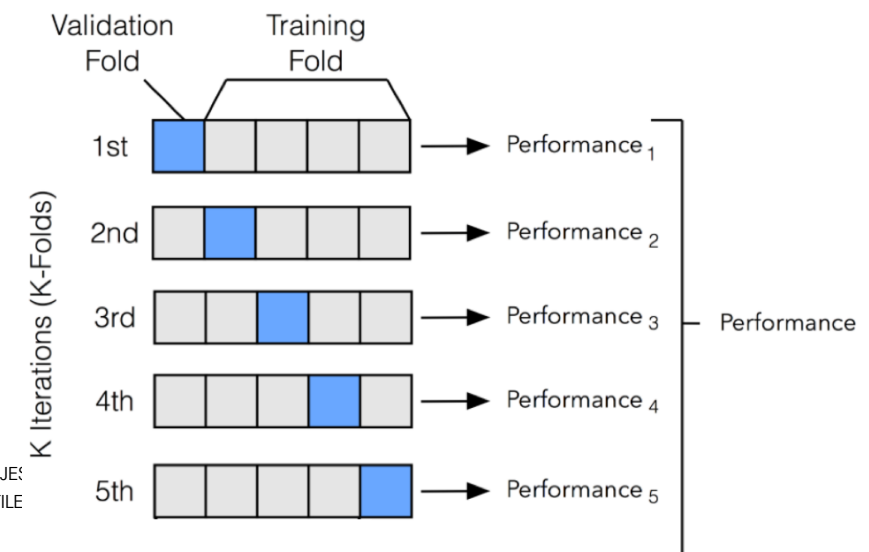 Validation
Fold
Training
Fold
K Iterations (K-Folds)
1st
Performance 1
2nd
Performance 2
3rd
Performance 3
4th
Performance 4
5th
Performance 5
Performance